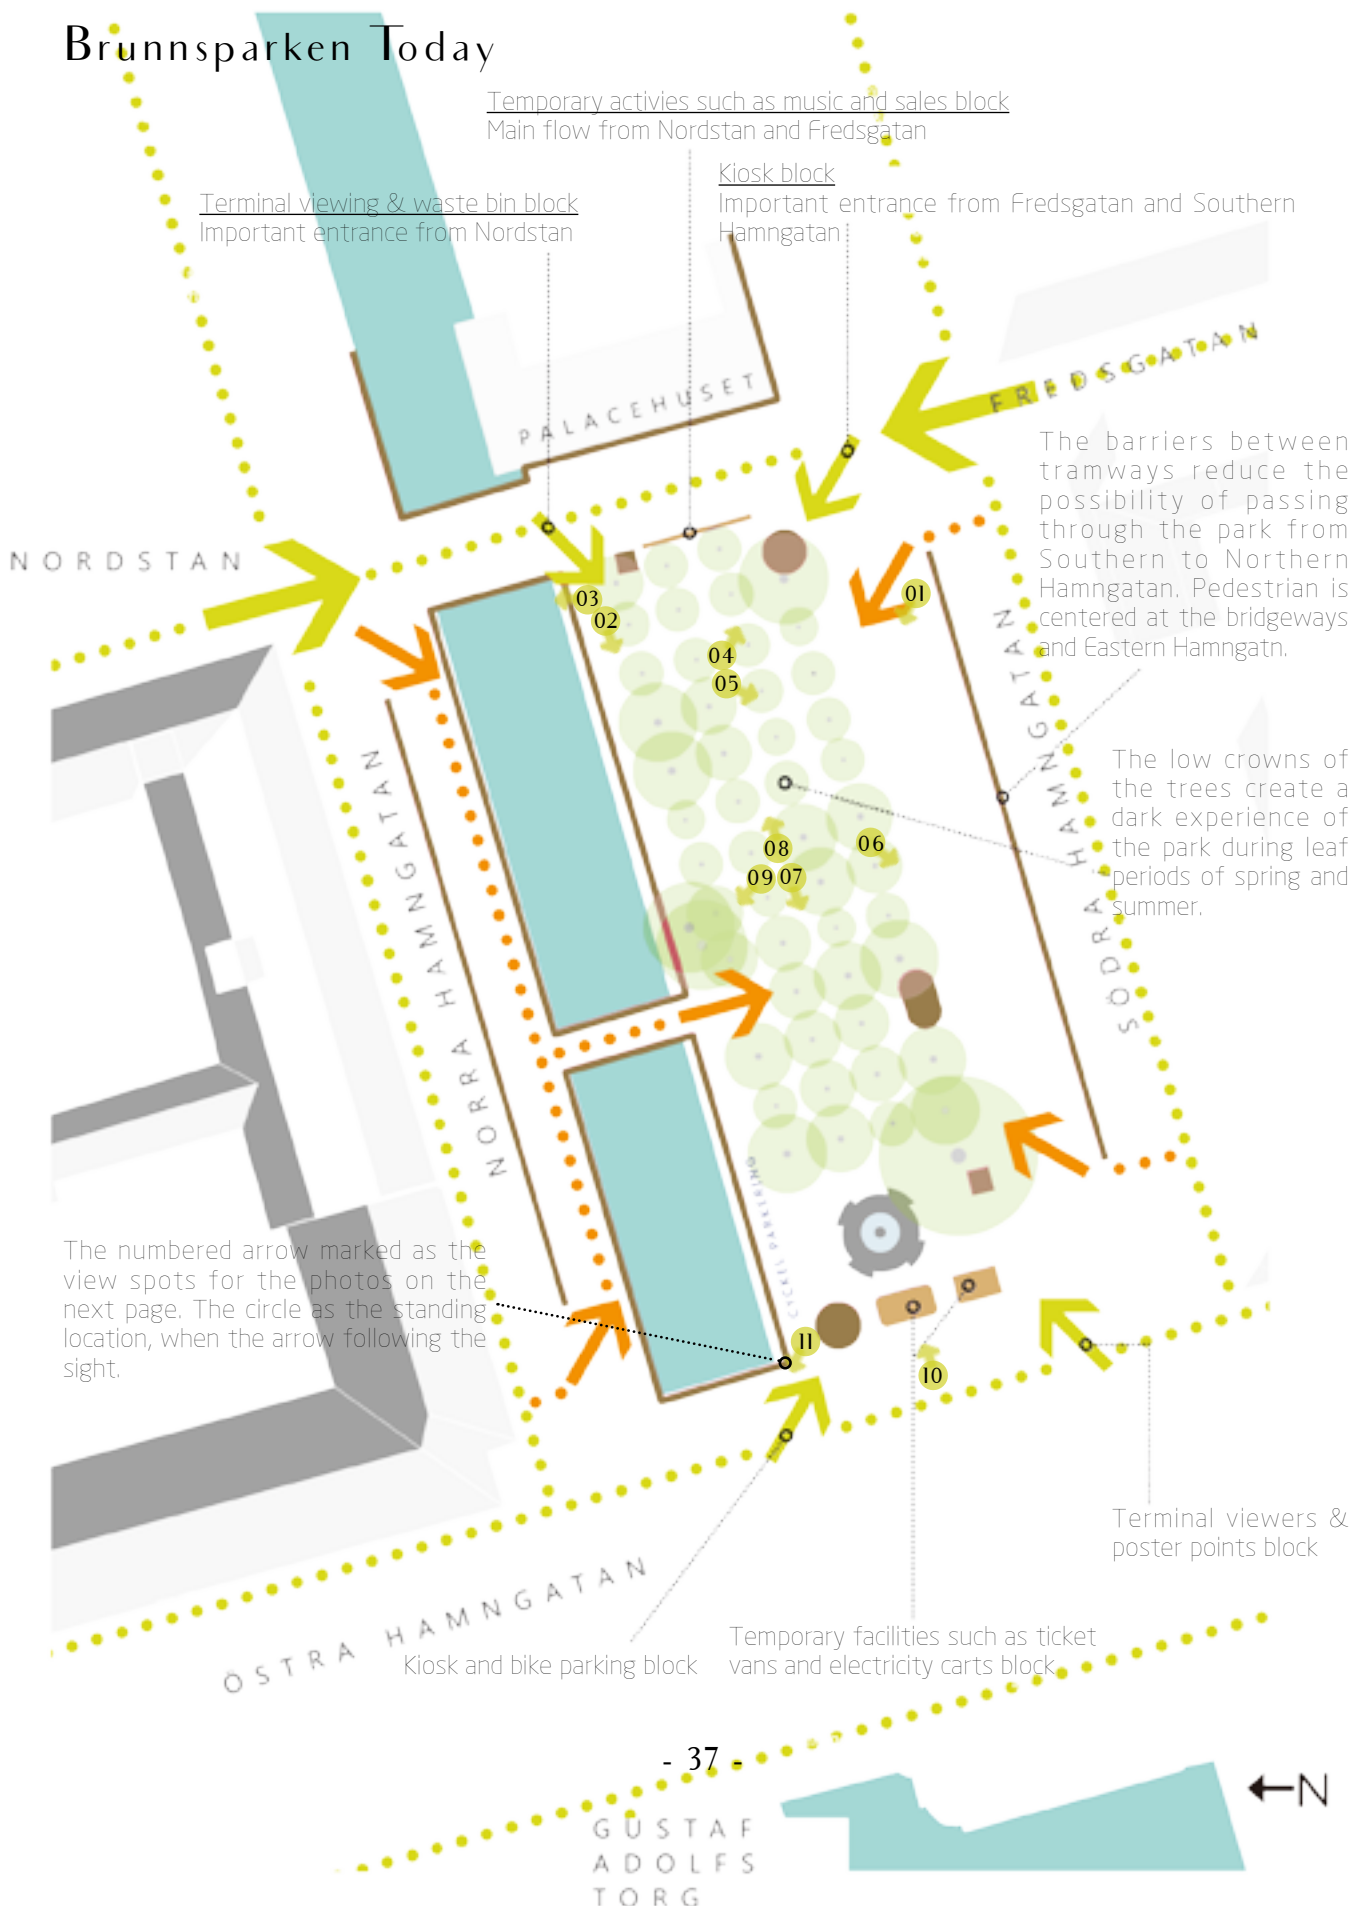 Brunnsparken Today
Temporary activies such as music and sales block
Main flow from Nordstan and Fredsgatan
Kiosk block
Important entrance from Fredsgatan and Southern
Hamngatan
Terminal viewing & waste bin block
Important entrance from Nordstan
PALACEHUSET
FREDSGATAN
The barriers between
tramways reduce the
possibility of passing
through the park from
Southern to Northern
Hamngatan. Pedestrian is
centered at the bridgeways
and Eastern Hamngatn.
NORDSTAN
03
02
01
04
05
The low crowns of
the trees create a
dark experience of
the park during leaf
periods of spring and
summer.
08
06
09
07
NORRA HAMNGATAN
SÖDRA HAMNGATAN
CYCKEL PARKERING
The numbered arrow marked as the
view spots for the photos on the
next page. The circle as the standing
location, when the arrow following the
sight.
11
10
Terminal viewers &
poster points block
ÖSTRA HAMNGATAN
Kiosk and bike parking block
Temporary facilities such as ticket
vans and electricity carts block
- 37 -
N
GUSTAF
ADOLFS
TORG